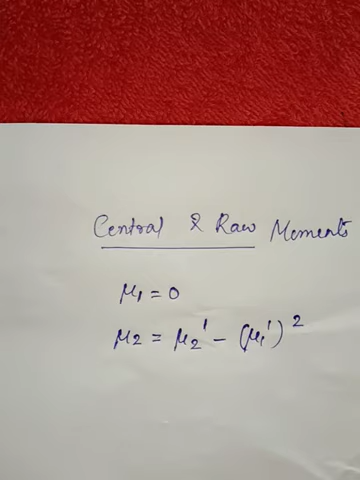 Central & Raw Moments
μ₁ = 0
μ₂ = μ₂' - (μ₁')²